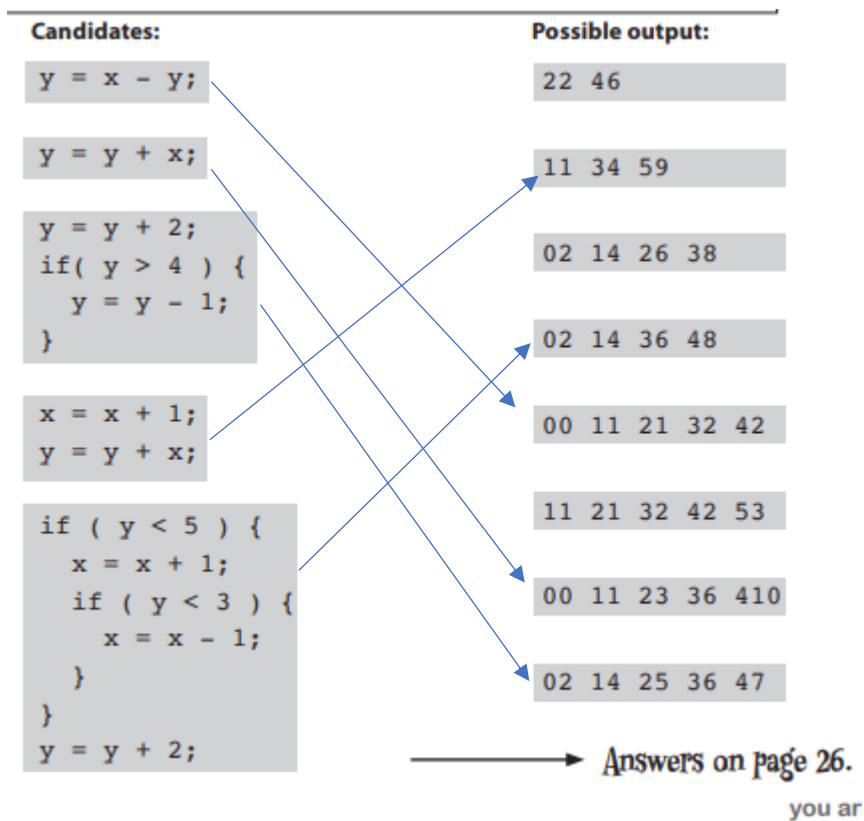 Candidates:
Possible output:
y = x - y;
22 46
y = y + x;
11 34 59
y = y + 2;
if( y > 4 ) {
y = y - 1;
}
02 14 26 38
02 14 36 48
x = x + 1;
y = y + x;
00 11 21 32 42
if ( y < 5 ) {
x = x + 1;
if ( y < 3 ) {
x = x - 1;
}
}
y = y + 2;
11 21 32 42 53
00 11 23 36 410
02 14 25 36 47
Answers on page 26.
you ar